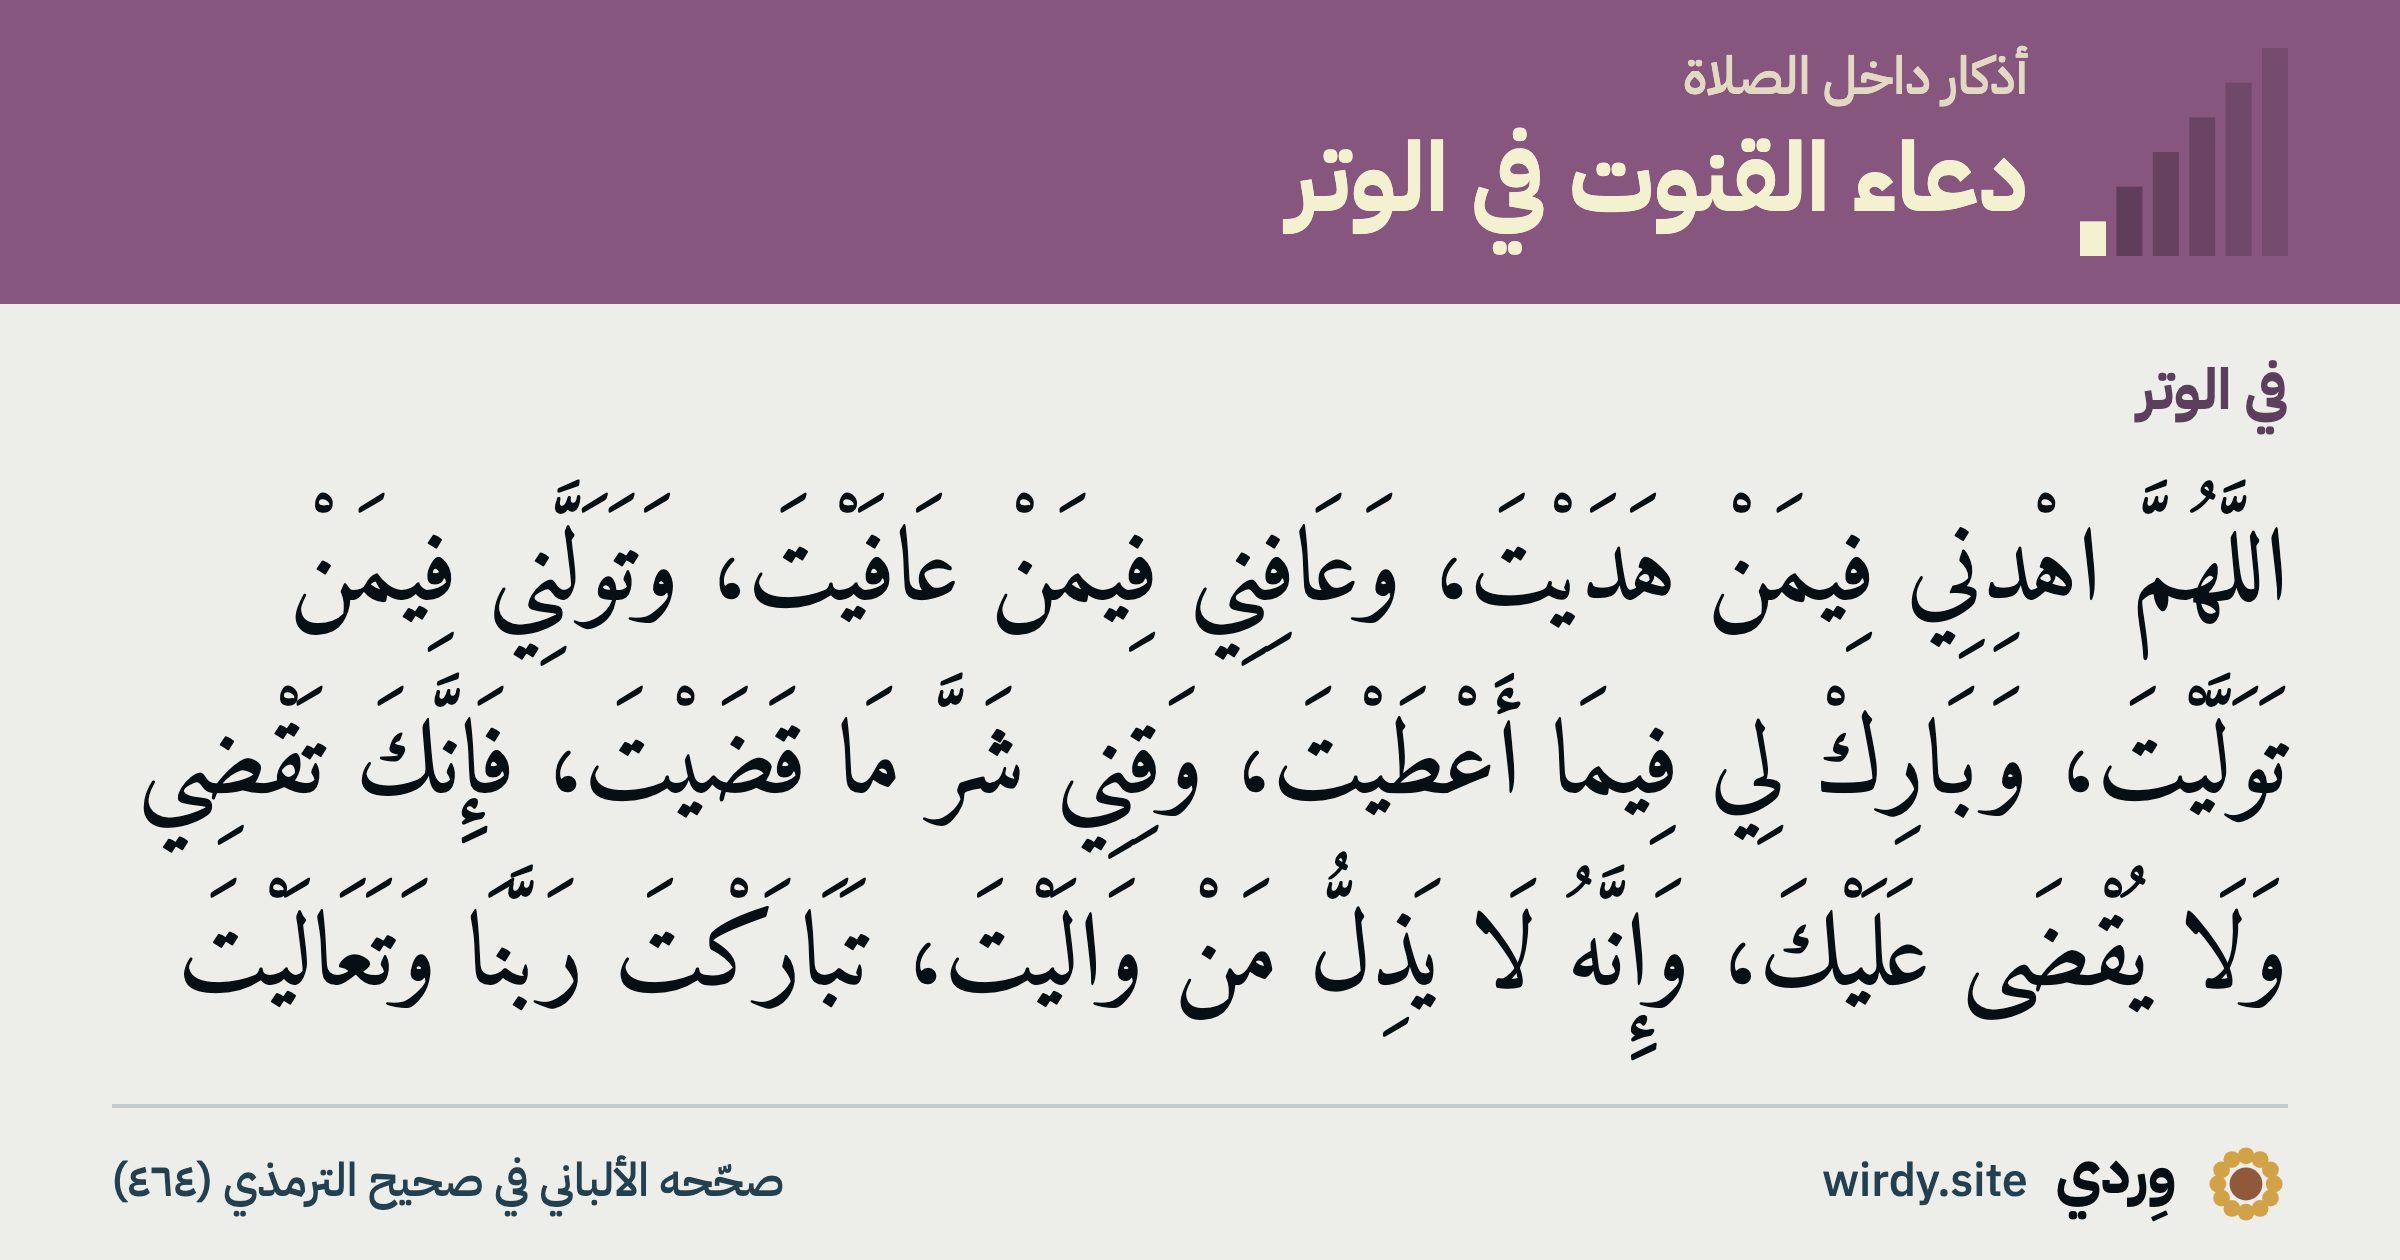 أذكار داخل الصلاة
دعاء القنوت في الوتر
في الوتر
اللَّهُمَّ اهْدِنِي فِيمَنْ هَدَيْتَ، وَعَافِنِي فِيمَنْ عَافَيْتَ، وَتَوَلَّنِي فِيمَنْ
تَوَلَّيْتَ، وَبَارِكْ لِي فِيمَا أَعْطَيْتَ، وَقِنِي شَرَّ مَا قَضَيْتَ، فَإِنَّكَ تَقْضِي
وَلَا يُقْضَى عَلَيْكَ، وَإِنَّهُ لَا يَذِلُّ مَنْ وَالَيْتَ، تَبَارَكْتَ رَبَّنَا وَتَعَالَيْتَ
وِردي wirdy.site
صحّحه الألباني في صحيح الترمذي (٤٦٤)